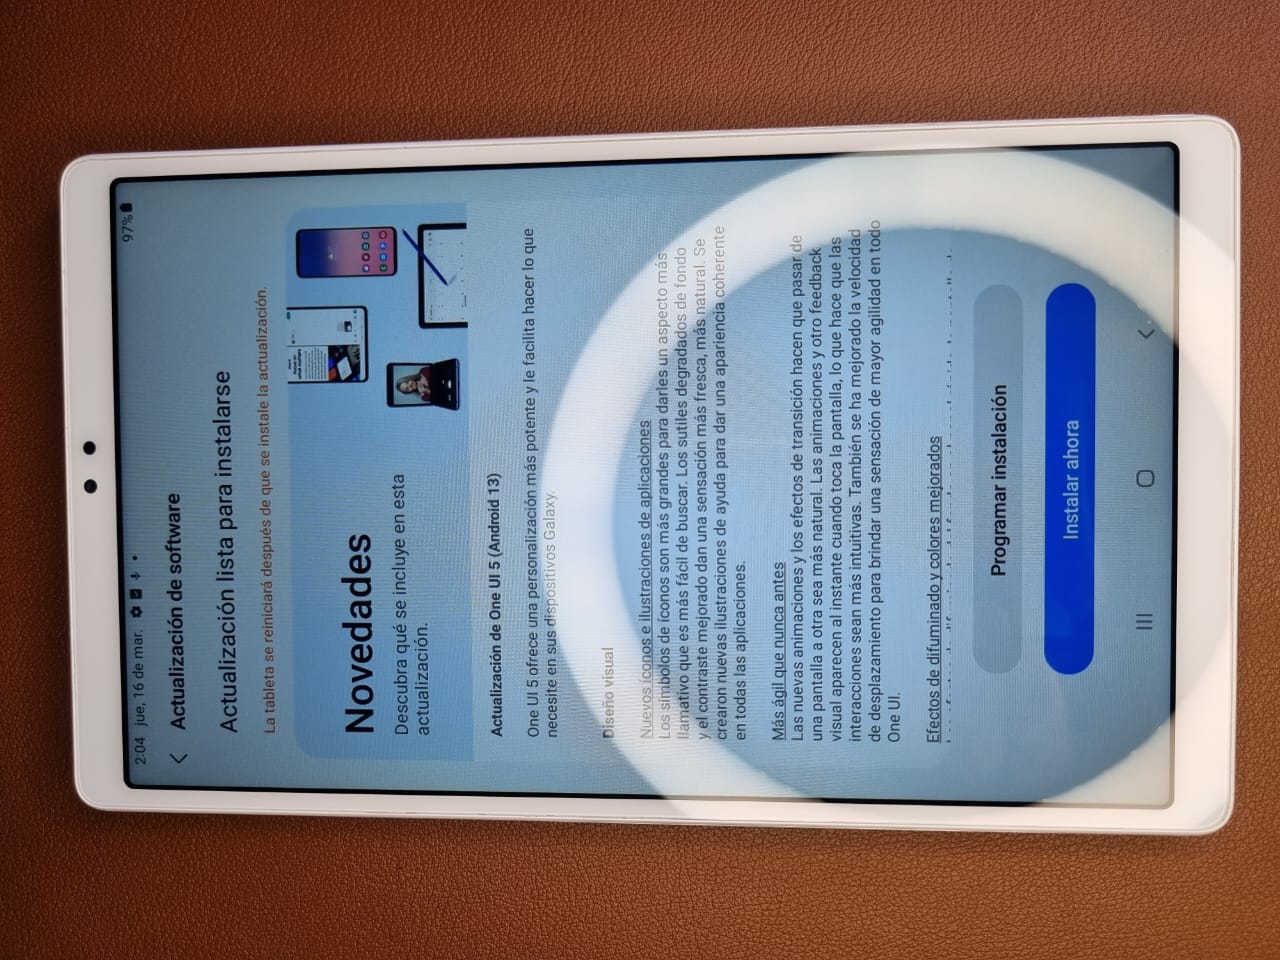 2:04 jue, 16 de mar.
97%
Actualización de software
Actualización lista para instalarse
La tableta se reiniciará después de que se instale la actualización.
Novedades
Descubra qué se incluye en esta
actualización.
Actualización de One UI 5 (Android 13)
One UI 5 ofrece una personalización más potente y le facilita hacer lo que
necesite en sus dispositivos Galaxy.
Diseño visual
Nuevos íconos e ilustraciones de aplicaciones
Los símbolos de íconos son más grandes para darles un aspecto más
llamativo que es más fácil de buscar. Los sutiles degradados de fondo
y el contraste mejorado dan una sensación más fresca, más natural. Se
crearon nuevas ilustraciones de ayuda para dar una apariencia coherente
en todas las aplicaciones.
Más ágil que nunca antes
Las nuevas animaciones y los efectos de transición hacen que pasar de
una pantalla a otra sea más natural. Las animaciones y otro feedback
visual aparecen al instante cuando toca la pantalla, lo que hace que las
interacciones sean más intuitivas. También se ha mejorado la velocidad
de desplazamiento para brindar una sensación de mayor agilidad en todo
One UI.
Efectos de difuminado y colores mejorados
Programar instalación
Instalar ahora